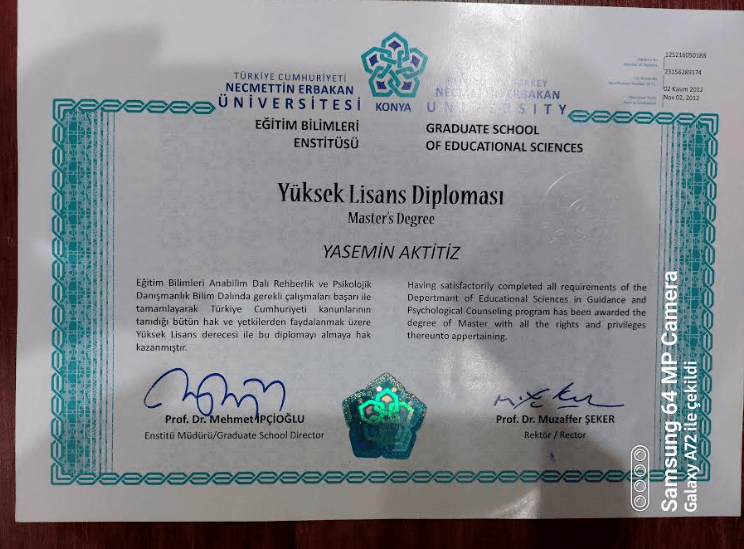 TÜRKİYE CUMHURİYETİ
NECMETTİN ERBAKAN
ÜNİVERSİTESİ
KONYA
NECMETTİN ERBAKAN
UNIVERSITY
125216050188
23156289174
02 Kasım 2012
Nov 02, 2012
EĞİTİM BİLİMLERİ
ENSTİTÜSÜ
GRADUATE SCHOOL
OF EDUCATIONAL SCIENCES
Yüksek Lisans Diploması
Master's Degree
YASEMİN AKTİTİZ
Eğitim Bilimleri Anabilim Dalı Rehberlik ve Psikolojik
Danışmanlık Bilim Dalında gerekli çalışmaları başarı ile
tamamlayarak Türkiye Cumhuriyeti kanunlarının
tanıdığı bütün hak ve yetkilerden faydalanmak üzere
Yüksek Lisans derecesi ile bu diplomayı almaya hak
kazanmıştır.
Having satisfactorily completed all requirements of the
Depertmant of Educational Sciences in Guidance and
Psychological Counseling program has been awarded the
degree of Master with all the rights and privileges
thereunto appertaining.
Prof. Dr. Mehmet İPÇİOĞLU
Enstitü Müdürü/Graduate School Director
Prof. Dr. Muzaffer ŞEKER
Rektör / Rector
Samsung 64 MP Camera
Galaxy A72 ile çekildi